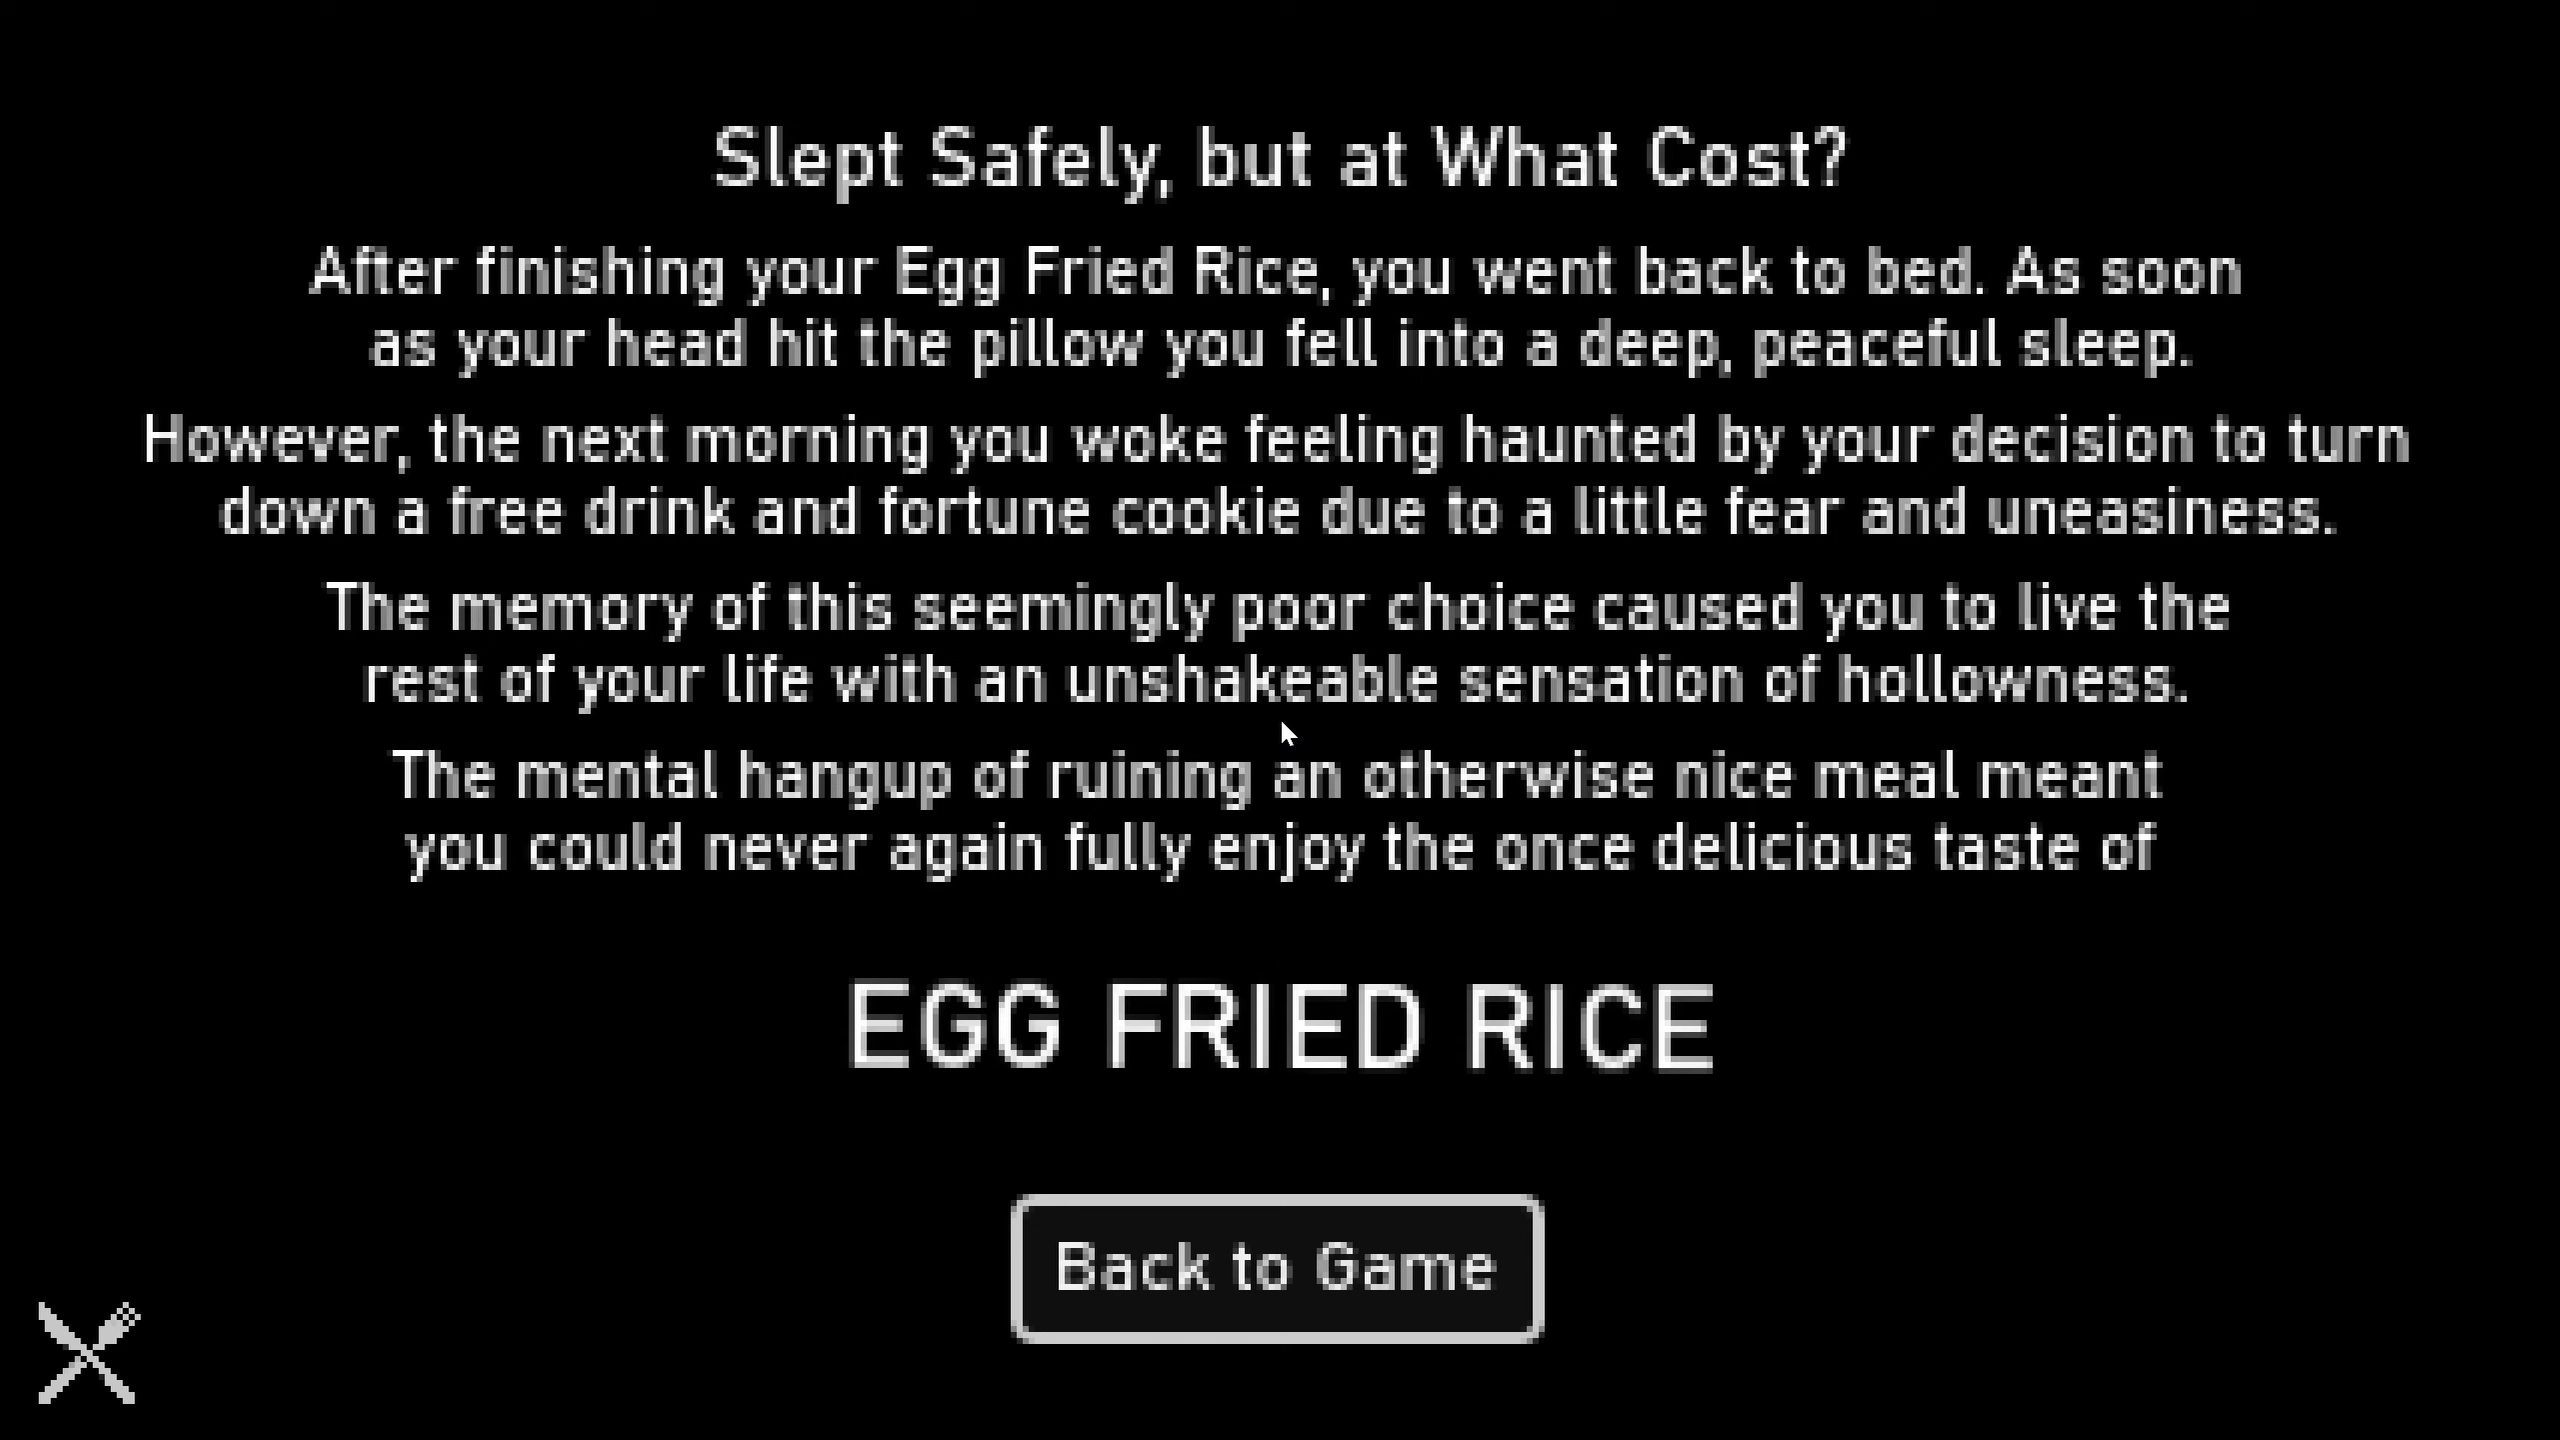 Slept Safely, but at What Cost?
After finishing your Egg Fried Rice, you went back to bed. As soon
as your head hit the pillow you fell into a deep, peaceful sleep.
However, the next morning you woke feeling haunted by your decision to turn
down a free drink and fortune cookie due to a little fear and uneasiness.
The memory of this seemingly poor choice caused you to live the
rest of your life with an unshakeable sensation of hollowness.
The mental hangup of ruining an otherwise nice meal meant
you could never again fully enjoy the once delicious taste of
EGG FRIED RICE
Back to Game